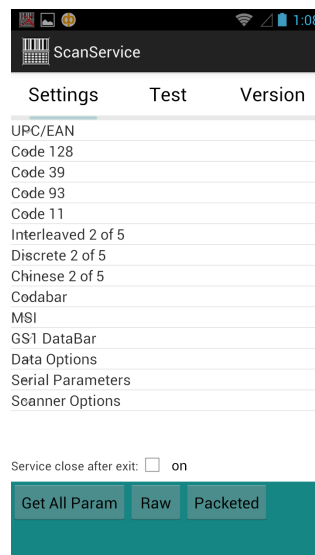 1:08
ScanService
Settings Test Version
UPC/EAN
Code 128
Code 39
Code 93
Code 11
Interleaved 2 of 5
Discrete 2 of 5
Chinese 2 of 5
Codabar
MSI
GS1 DataBar
Data Options
Serial Parameters
Scanner Options
Service close after exit: on
Get All Param Raw Packeted